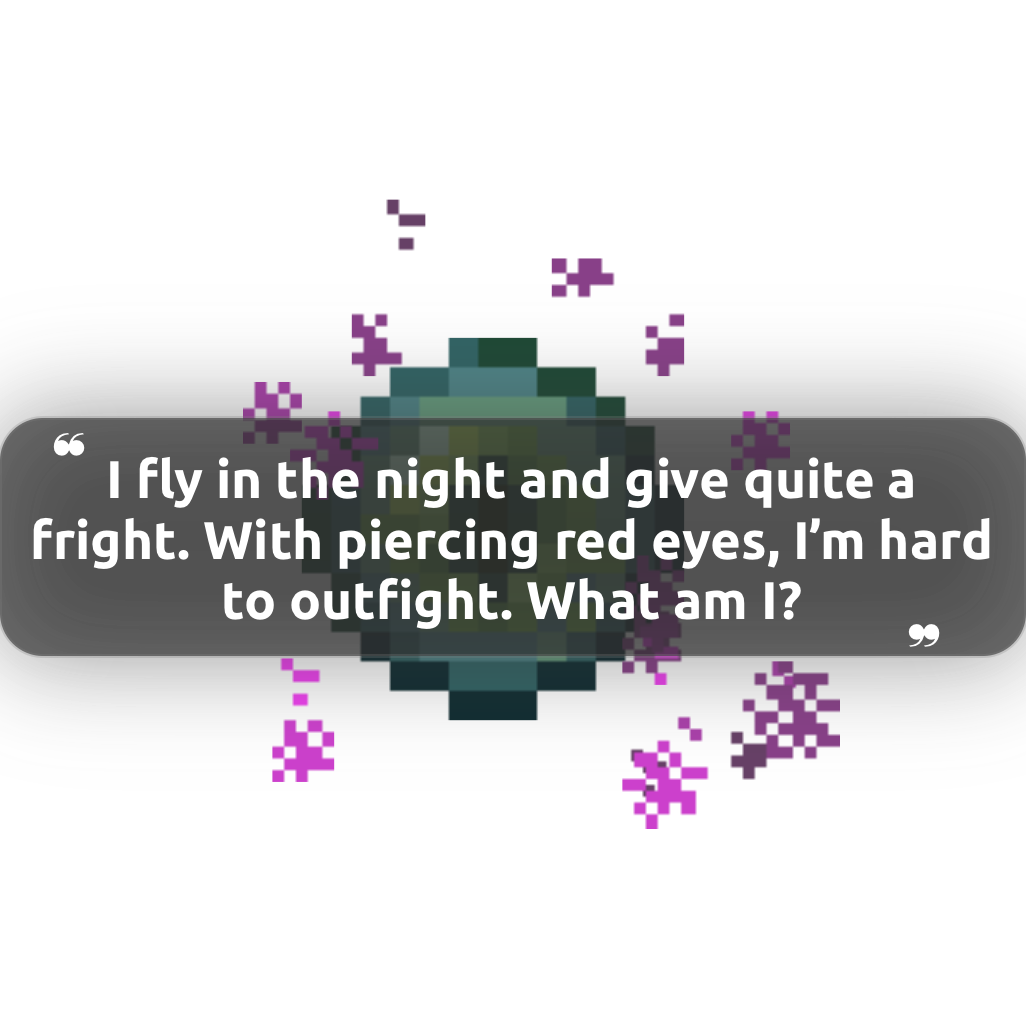 ❝
I fly in the night and give quite a
fright. With piercing red eyes, I’m hard
to outfight. What am I?
❞